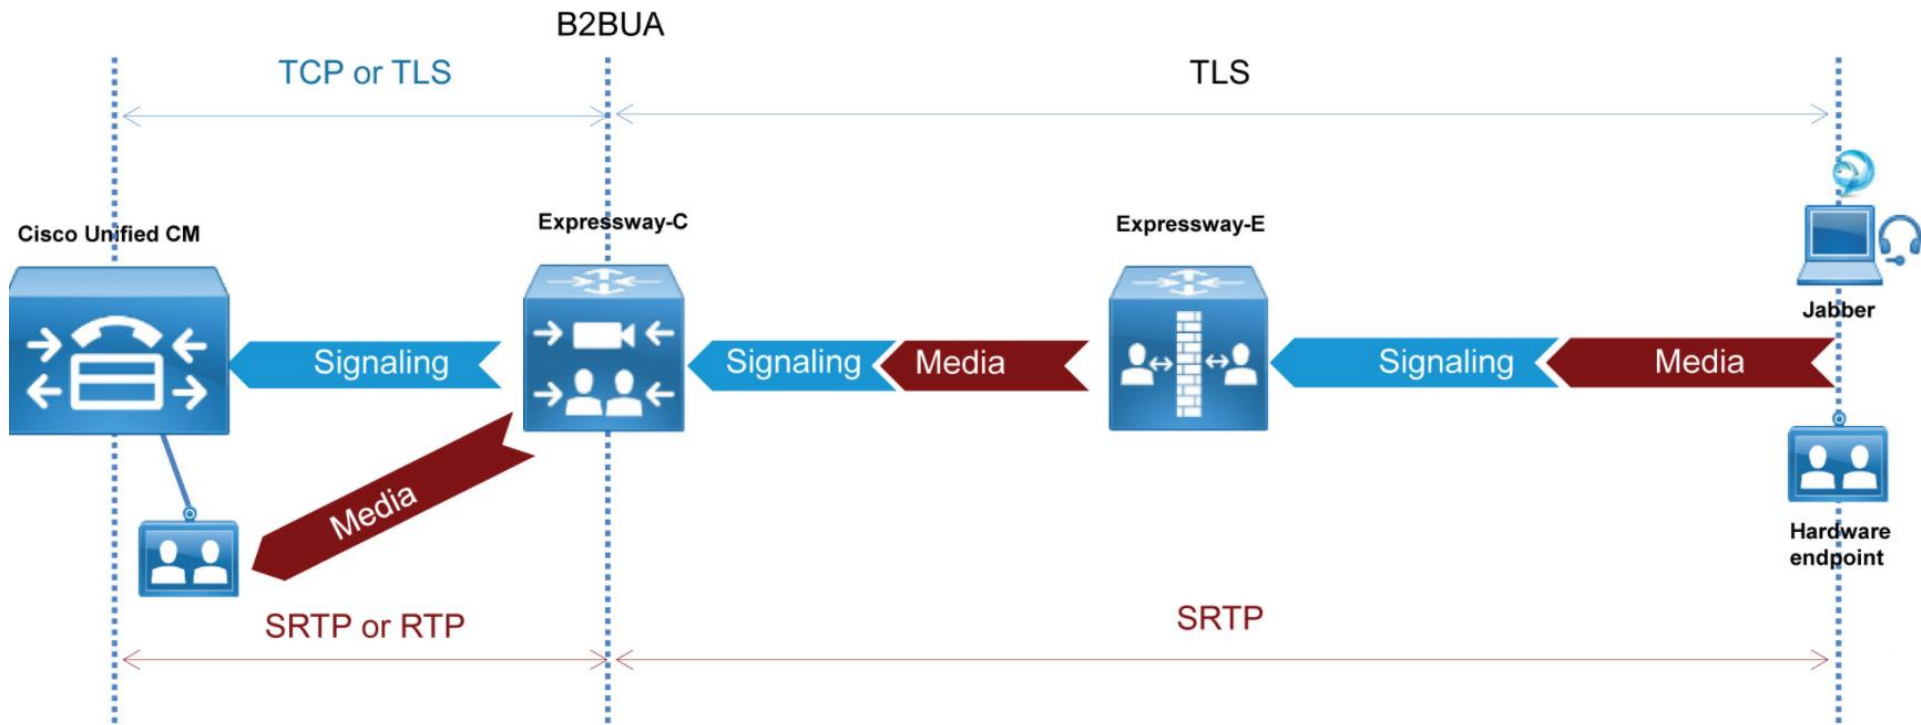 B2BUA
TCP or TLS
TLS
Cisco Unified CM
Expressway-C
Expressway-E
Jabber
Signaling
Signaling
Media
Signaling
Media
Media
Hardware
endpoint
SRTP or RTP
SRTP